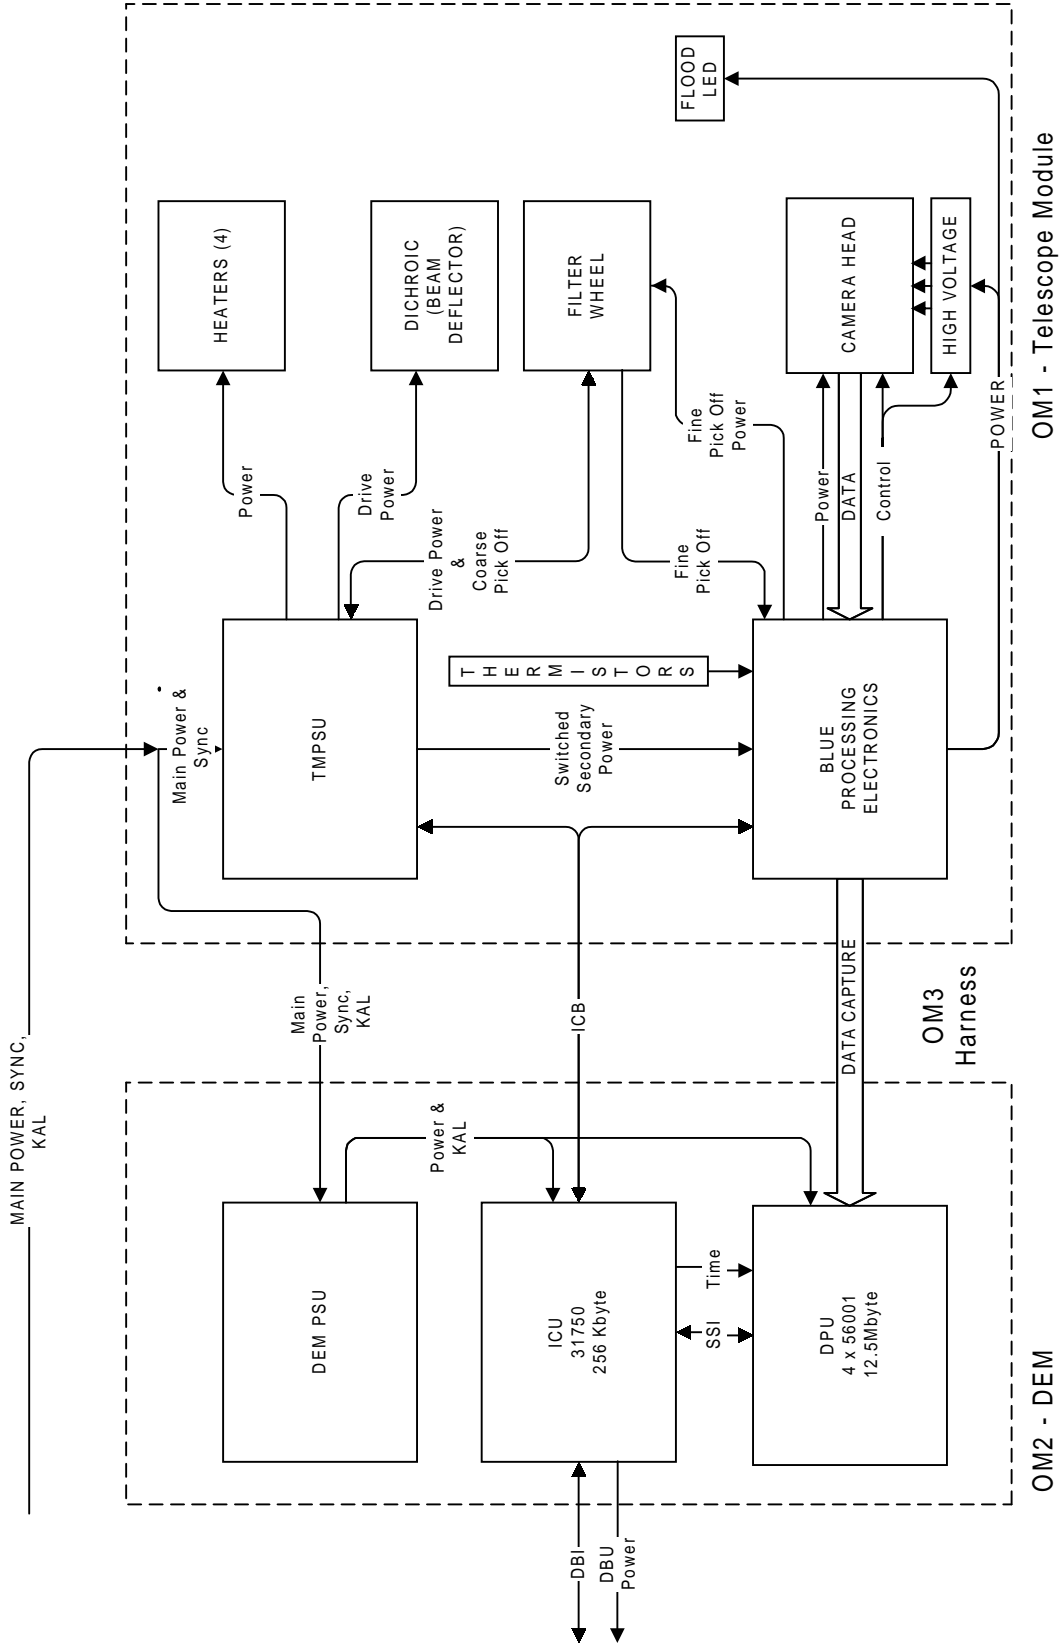 MAIN POWER, SYNC,
KAL
OM2 - DEM
OM3
Harness
OM1 - Telescope Module
DEM PSU
ICU
31750
256 Kbyte
DPU
4 x 56001
12.5Mbyte
DBI
DBU
Power
SSI
Time
Power &
KAL
Main
Power,
Sync,
KAL
ICB
DATA CAPTURE
Main Power &
Sync
TMPSU
Switched
Secondary
Power
THERMISTORS
BLUE
PROCESSING
ELECTRONICS
Power
Drive
Power
Drive Power
&
Coarse
Pick Off
Fine
Pick Off
Fine
Pick Off
Power
Power
DATA
Control
POWER
HEATERS (4)
DICHROIC
(BEAM
DEFLECTOR)
FILTER
WHEEL
CAMERA HEAD
HIGH VOLTAGE
FLOOD
LED